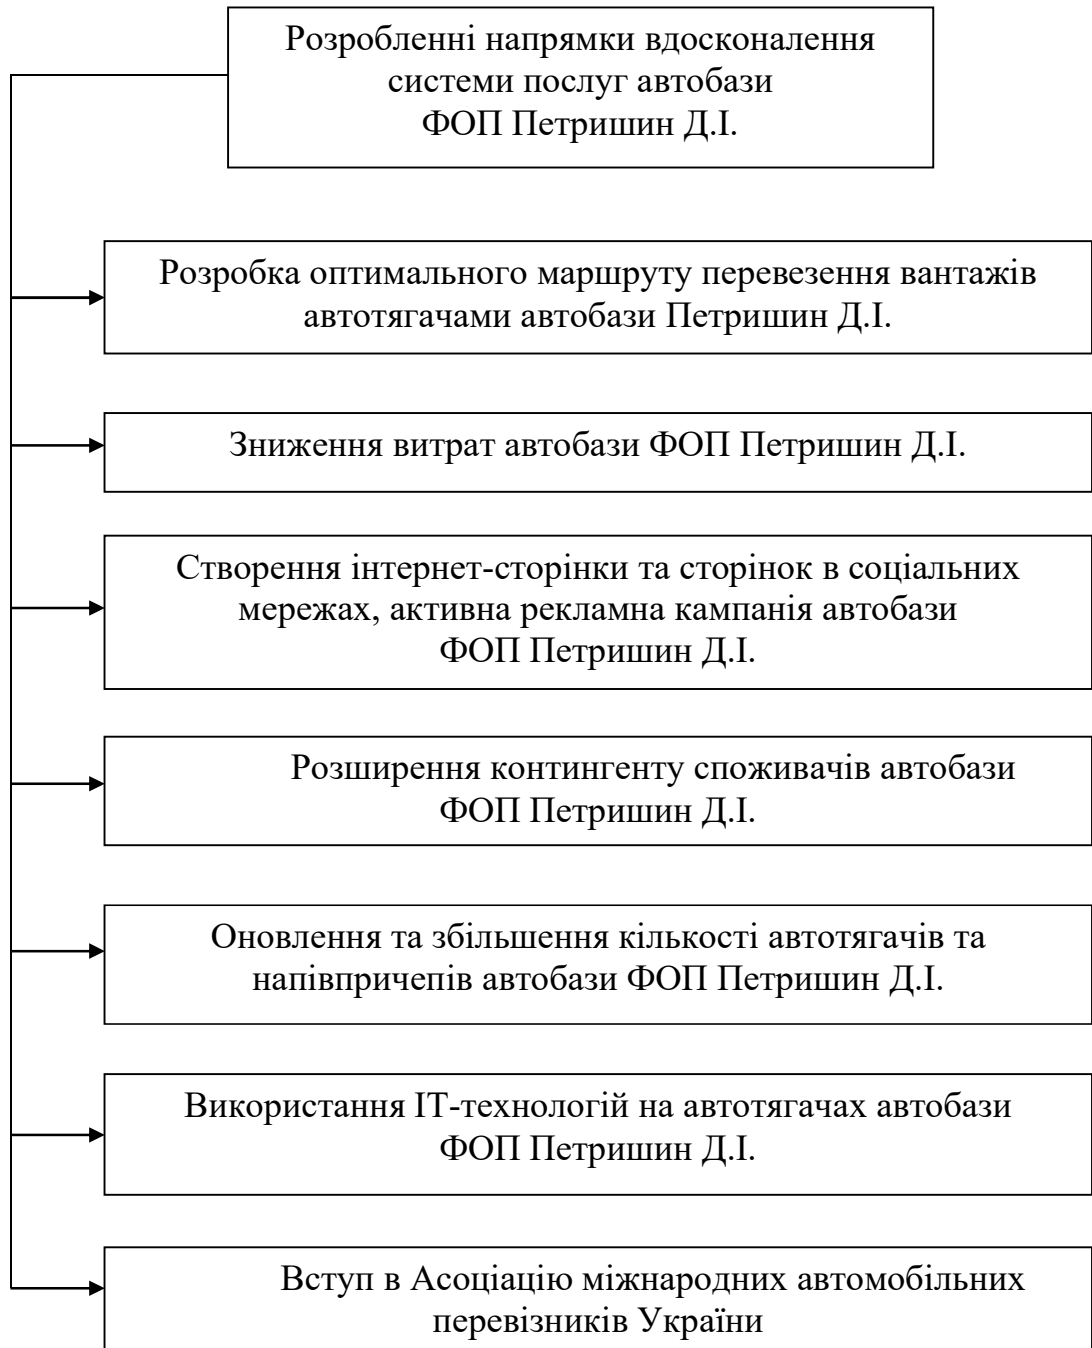 Розробленні напрямки вдосконалення
системи послуг автобази
ФОП Петришин Д.І.
Розробка оптимального маршруту перевезення вантажів
автотягачами автобази Петришин Д.І.
Зниження витрат автобази ФОП Петришин Д.І.
Створення інтернет-сторінки та сторінок в соціальних
мережах, активна рекламна кампанія автобази
ФОП Петришин Д.І.
Розширення контингенту споживачів автобази
ФОП Петришин Д.І.
Оновлення та збільшення кількості автотягачів та
напівпричепів автобази ФОП Петришин Д.І.
Використання ІТ-технологій на автотягачах автобази
ФОП Петришин Д.І.
Вступ в Асоціацію міжнародних автомобільних
перевізників України